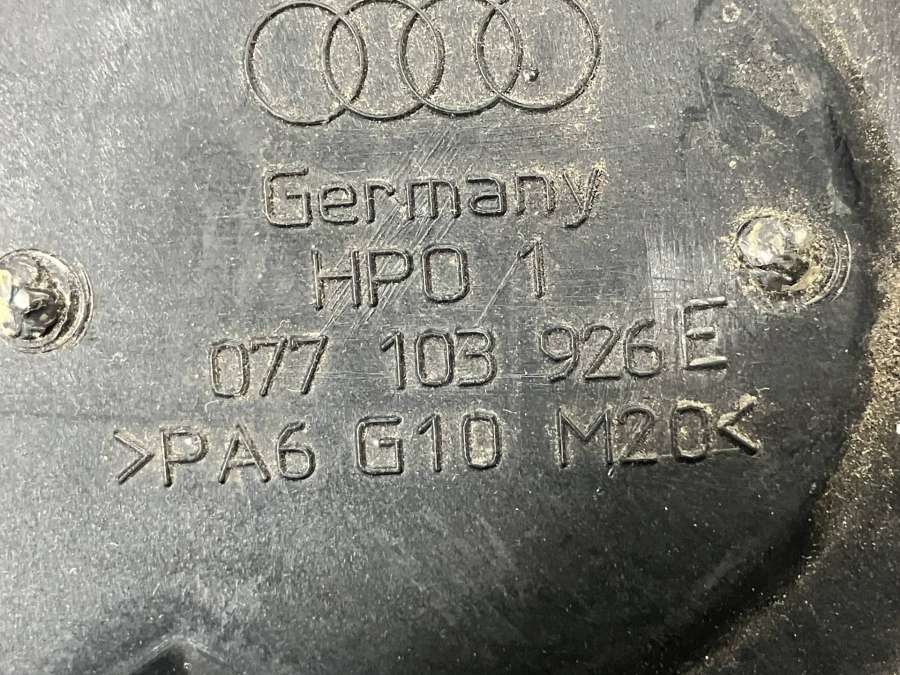 Germany
HPO 1
077 103 926 E
>PA6 G10 M20<